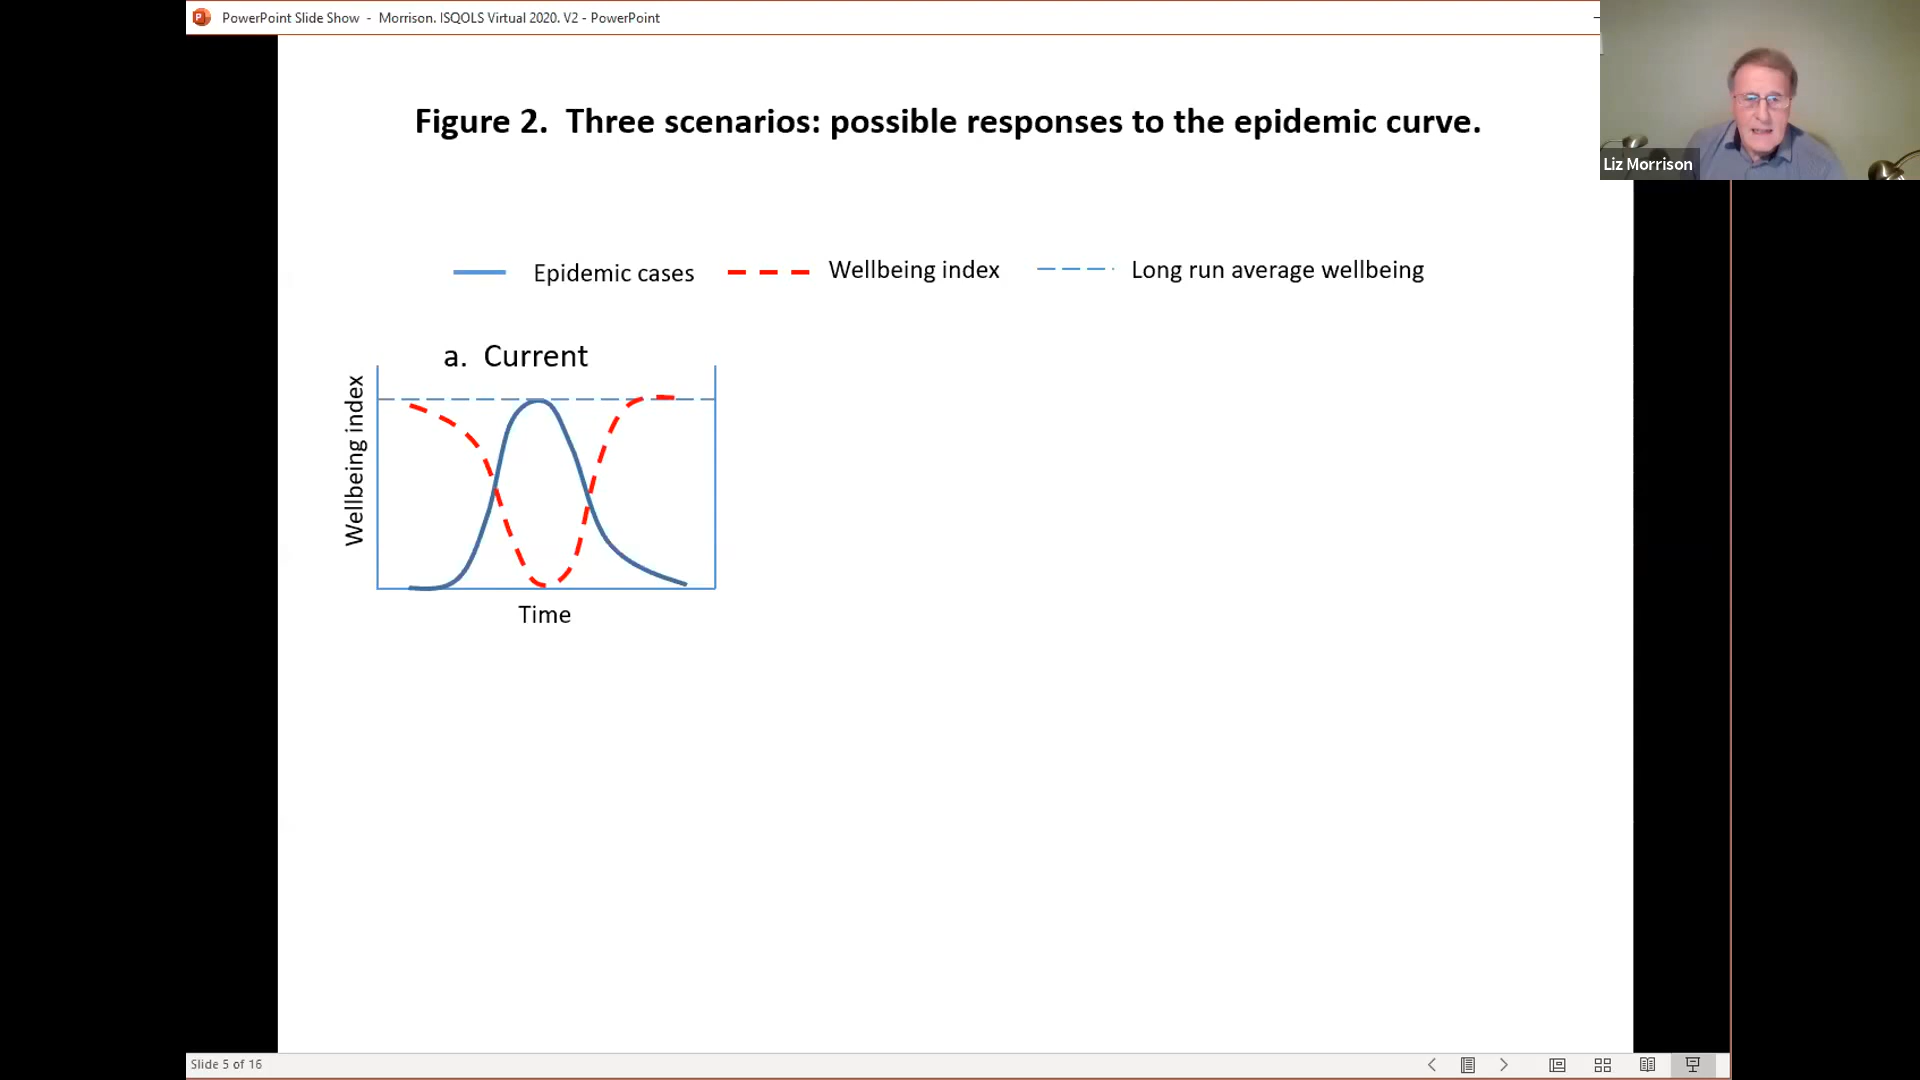 PowerPoint Slide Show - Morrison. ISQOLS Virtual 2020. V2 - PowerPoint
Figure 2. Three scenarios: possible responses to the epidemic curve.
Liz Morrison
Epidemic cases
Wellbeing index
Long run average wellbeing
a. Current
Wellbeing index
Time
Slide 5 of 16